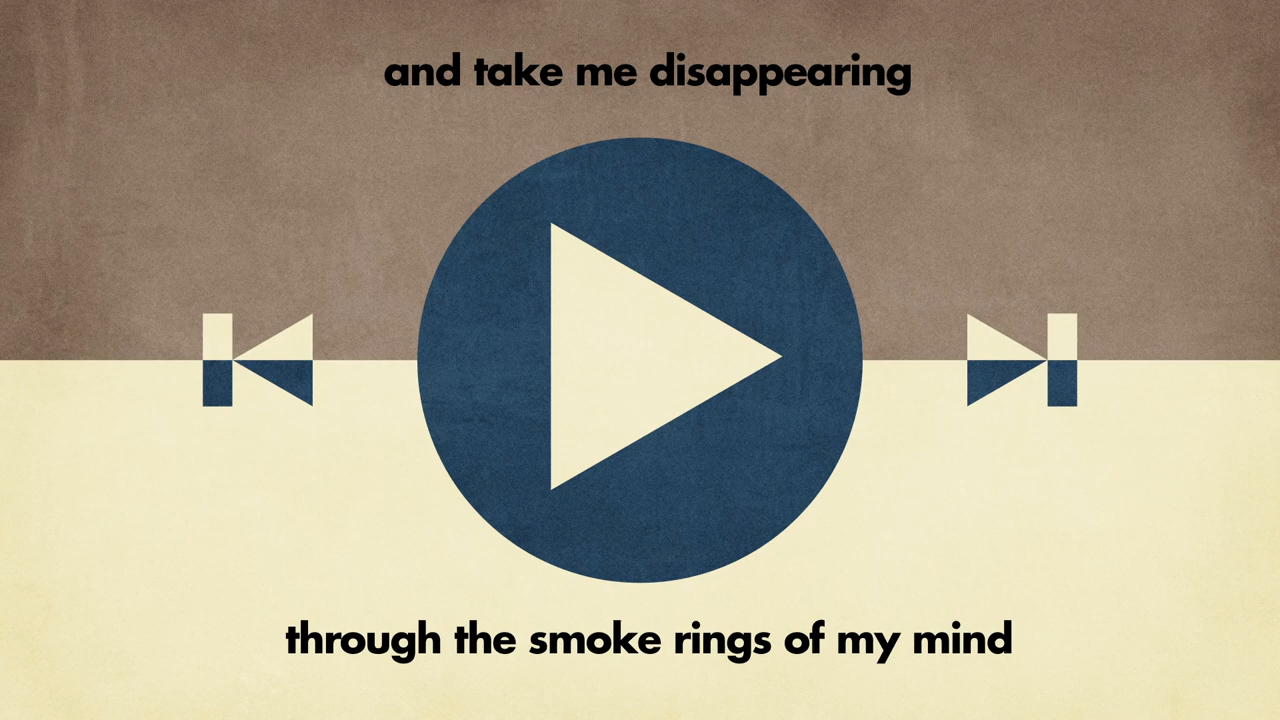 and take me disappearing
through the smoke rings of my mind